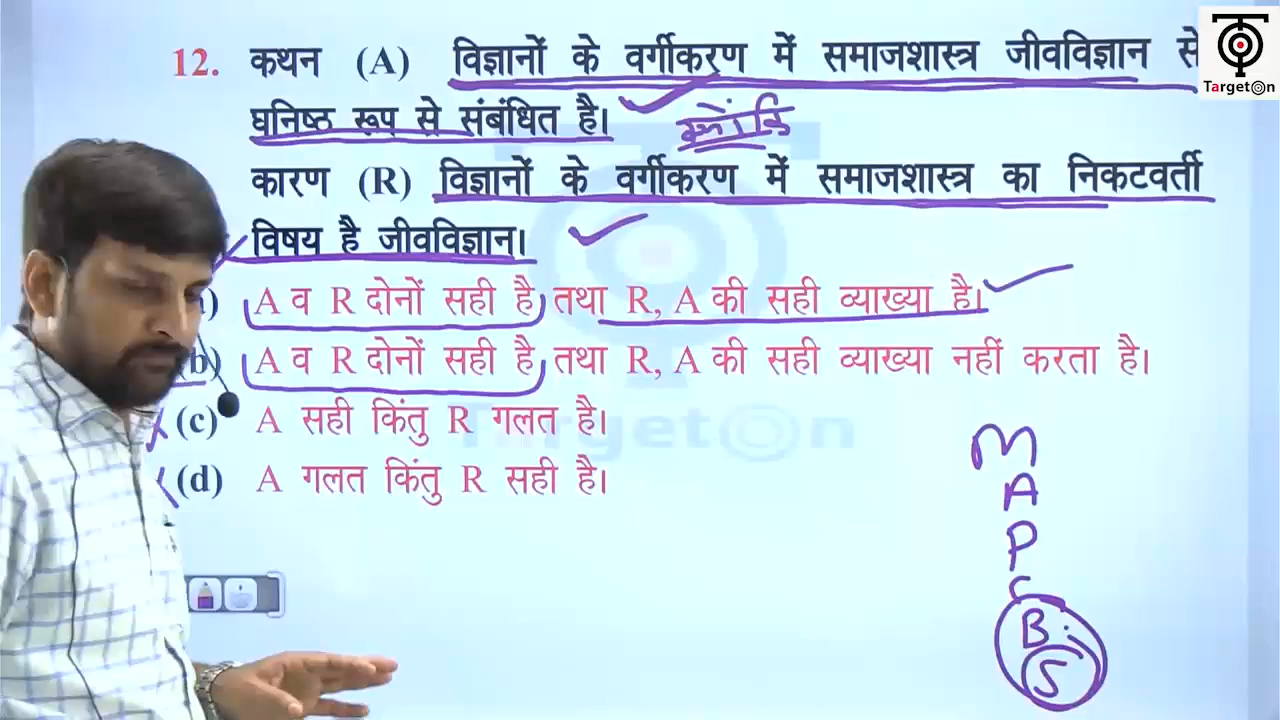 Target⊙n
12. कथन (A) विज्ञानों के वर्गीकरण में समाजशास्त्र जीवविज्ञान से
घनिष्ठ रूप से संबंधित है।
कारण (R) विज्ञानों के वर्गीकरण में समाजशास्त्र का निकटवर्ती
विषय है जीवविज्ञान।
A व R दोनों सही है, तथा R, A की सही व्याख्या है।
(b) A व R दोनों सही है, तथा R, A की सही व्याख्या नहीं करता है।
(c) A सही किंतु R गलत है।
(d) A गलत किंतु R सही है।
Target⊙n
M
A
P
C
B
S